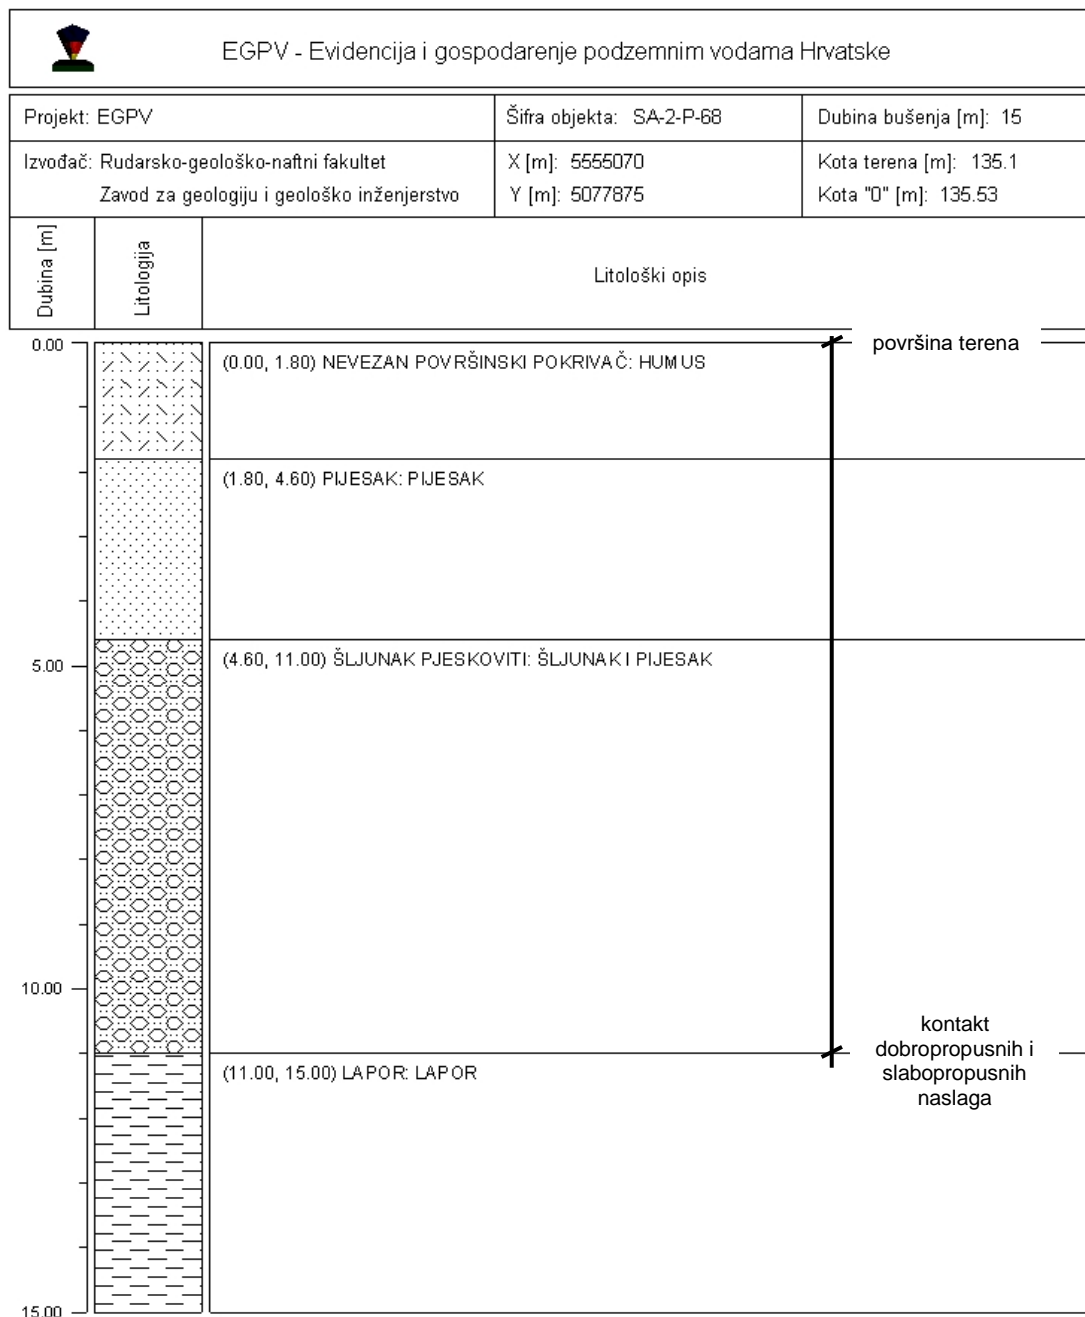 EGPV - Evidencija i gospodarenje podzemnim vodama Hrvatske
Projekt: EGPV
Šifra objekta: SA-2-P-68
Dubina bušenja [m]: 15
Izvođač: Rudarsko-geološko-naftni fakultet
Zavod za geologiju i geološko inženjerstvo
X [m]: 5555070
Y [m]: 5077875
Kota terena [m]: 135.1
Kota "0" [m]: 135.53
Dubina [m]
Litologija
Litološki opis
0.00
(0.00, 1.80) NEVEZAN POVRŠINSKI POKRIVAČ: HUMUS
površina terena
(1.80, 4.60) PIJESAK: PIJESAK
(4.60, 11.00) ŠLJUNAK PJESKOVITI: ŠLJUNAK I PIJESAK
5.00
10.00
kontakt
dobropropusnih i
slabopropusnih
naslaga
(11.00, 15.00) LAPOR: LAPOR
15.00